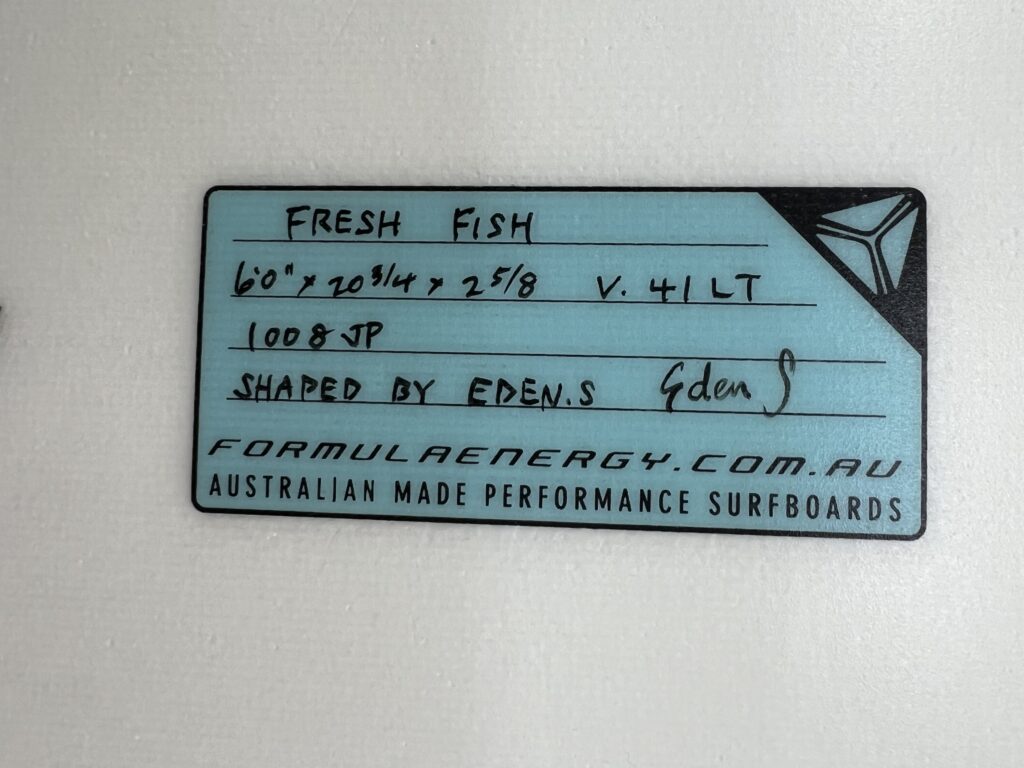 FRESH FISH
6'0" x 20 3/4 x 2 5/8 V. 41 LT
1008 JP
SHAPED BY EDEN.S Eden S
FORMULAENERGY.COM.AU
AUSTRALIAN MADE PERFORMANCE SURFBOARDS